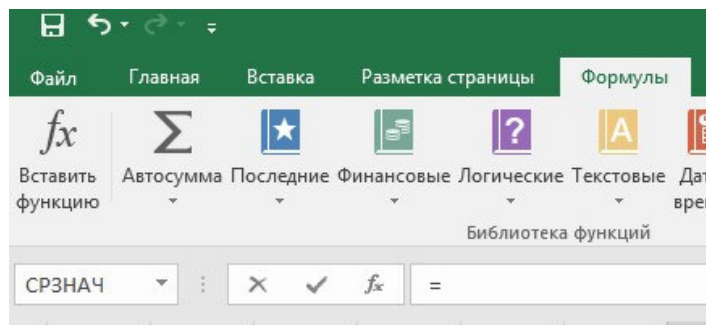 Файл Главная Вставка Разметка страницы Формулы
fx Σ ? A
Вставить Автосумма Последние Финансовые Логические Текстовые
функцию
Библиотека функций
СРЗНАЧ fx =